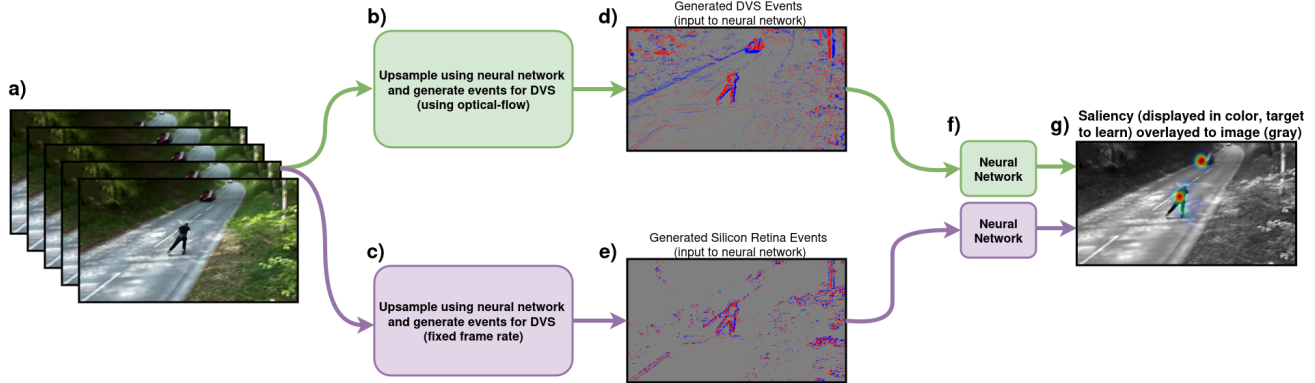 a)
b)
Upsample using neural network
and generate events for DVS
(using optical-flow)
c)
Upsample using neural network
and generate events for DVS
(fixed frame rate)
d)
Generated DVS Events
(input to neural network)
e)
Generated Silicon Retina Events
(input to neural network)
f)
Neural
Network
Neural
Network
g)
Saliency (displayed in color, target
to learn) overlayed to image (gray)